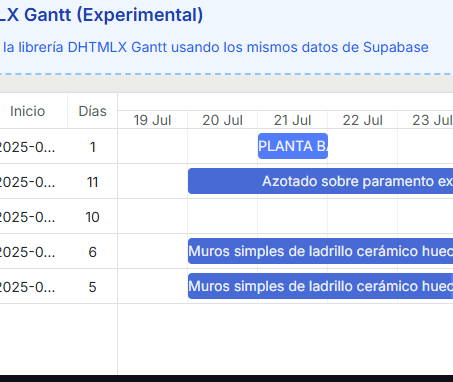 LX Gantt (Experimental)
la librería DHTMLX Gantt usando los mismos datos de Supabase
Inicio Días
19 Jul 20 Jul 21 Jul 22 Jul 23 Jul
2025-0... 1 PLANTA BA
2025-0... 11 Azotado sobre paramento ex
2025-0... 10
2025-0... 6 Muros simples de ladrillo cerámico huec
2025-0... 5 Muros simples de ladrillo cerámico huec